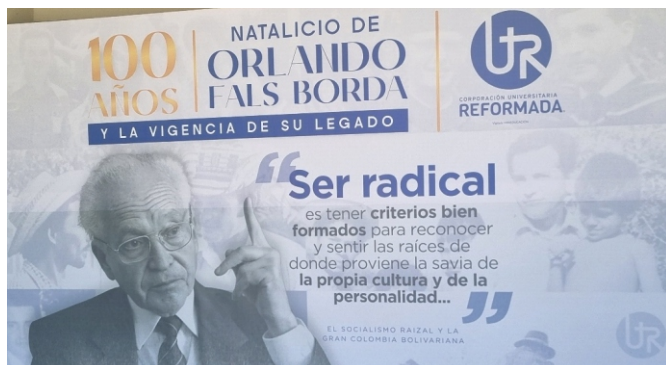 100
AÑOS
NATALICIO DE
ORLANDO
FALS BORDA
Y LA VIGENCIA DE SU LEGADO
UR
CORPORACIÓN UNIVERSITARIA
REFORMADA
“Ser radical
es tener criterios bien
formados para reconocer
y sentir las raíces de
donde proviene la savia de
la propia cultura y de la
personalidad...”
EL SOCIALISMO RAIZAL Y LA
GRAN COLOMBIA BOLIVARIANA